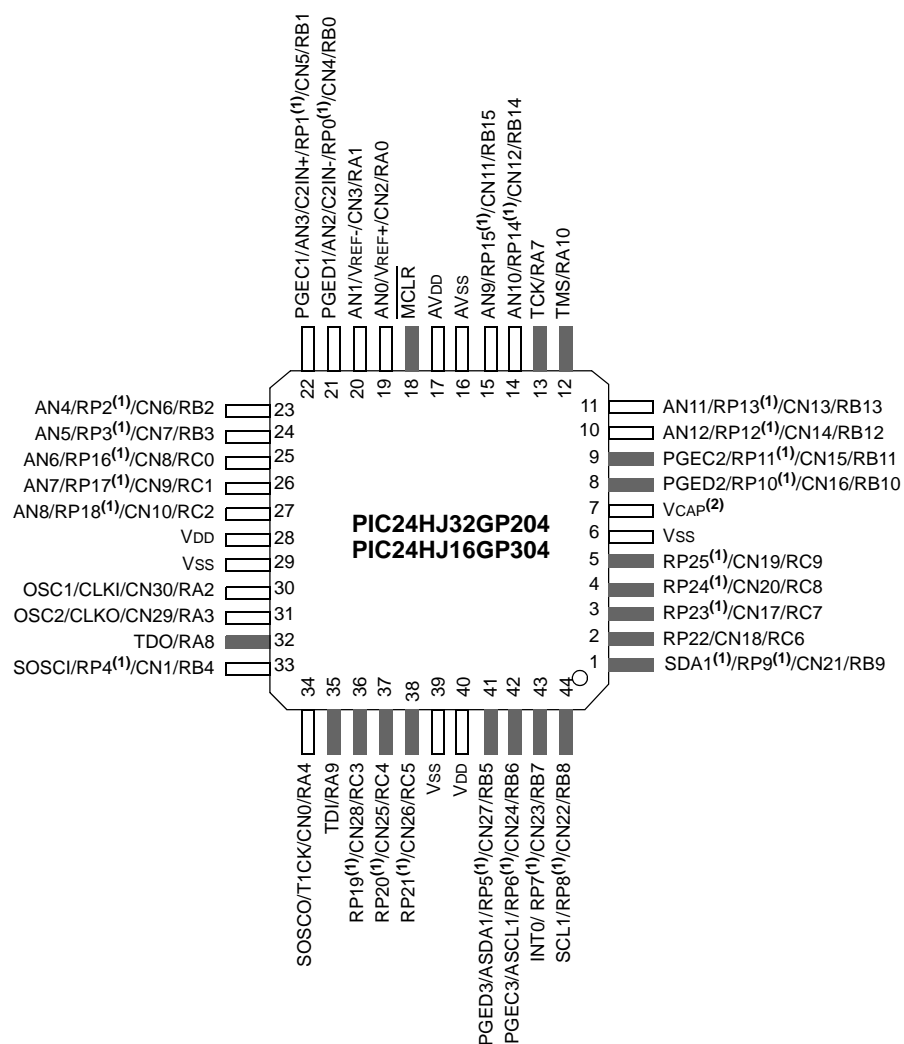 PGEC1/AN3/C2IN+/RP1(1)/CN5/RB1
PGED1/AN2/C2IN-/RP0(1)/CN4/RB0
AN1/VREF-/CN3/RA1
AN0/VREF+/CN2/RA0
MCLR
AVDD
AVSS
AN9/RP15(1)/CN11/RB15
AN10/RP14(1)/CN12/RB14
TCK/RA7
TMS/RA10
22
21
20
19
18
17
16
15
14
13
12
AN4/RP2(1)/CN6/RB2 23
AN5/RP3(1)/CN7/RB3 24
AN6/RP16(1)/CN8/RC0 25
AN7/RP17(1)/CN9/RC1 26
AN8/RP18(1)/CN10/RC2 27
VDD 28
VSS 29
OSC1/CLKI/CN30/RA2 30
OSC2/CLKO/CN29/RA3 31
TDO/RA8 32
SOSCI/RP4(1)/CN1/RB4 33
PIC24HJ32GP204
PIC24HJ16GP304
11 AN11/RP13(1)/CN13/RB13
10 AN12/RP12(1)/CN14/RB12
9 PGEC2/RP11(1)/CN15/RB11
8 PGED2/RP10(1)/CN16/RB10
7 VCAP(2)
6 VSS
5 RP25(1)/CN19/RC9
4 RP24(1)/CN20/RC8
3 RP23(1)/CN17/RC7
2 RP22/CN18/RC6
1 SDA1(1)/RP9(1)/CN21/RB9
34
35
36
37
38
39
40
41
42
43
44
SOSCO/T1CK/CN0/RA4
TDI/RA9
RP19(1)/CN28/RC3
RP20(1)/CN25/RC4
RP21(1)/CN26/RC5
VSS
VDD
PGED3/ASDA1/RP5(1)/CN27/RB5
PGEC3/ASCL1/RP6(1)/CN24/RB6
INT0/ RP7(1)/CN23/RB7
SCL1/RP8(1)/CN22/RB8